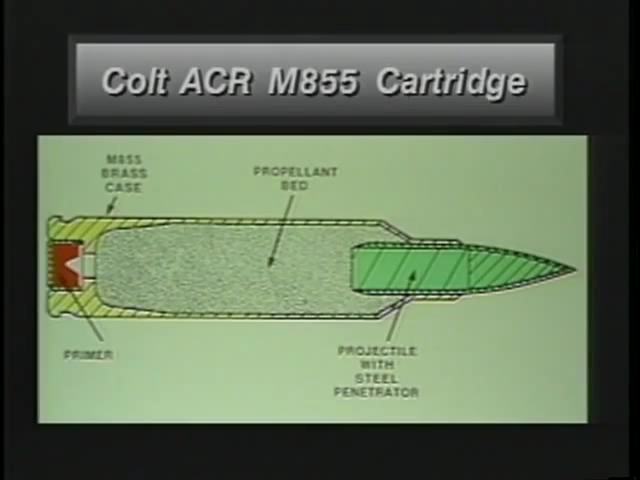 Colt ACR M855 Cartridge
M855
BRASS
CASE
PROPELLANT
BED
PRIMER
PROJECTILE
WITH
STEEL
PENETRATOR